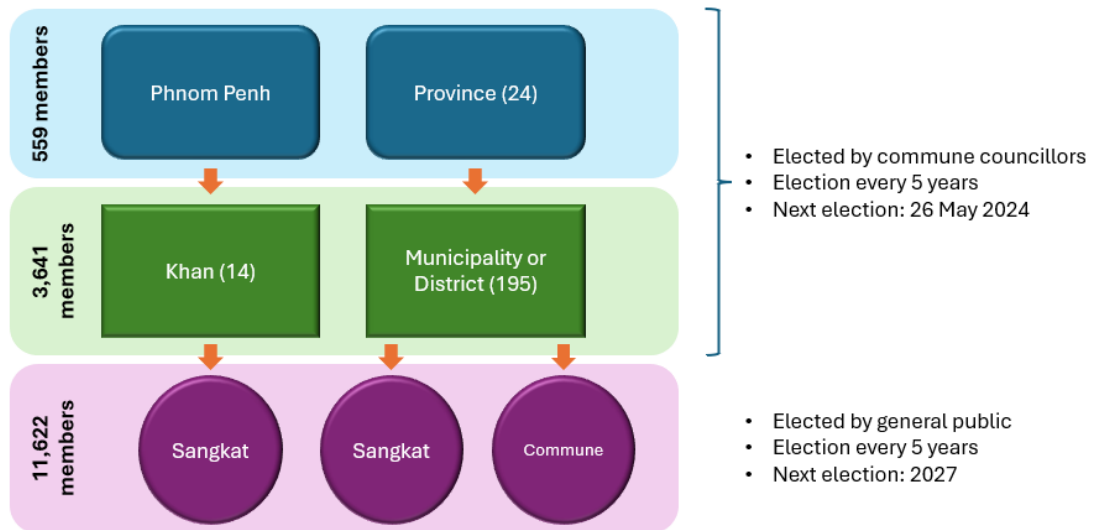 559 members
Phnom Penh
Province (24)
3,641
members
Khan (14)
Municipality or
District (195)
• Elected by commune councillors
• Election every 5 years
• Next election: 26 May 2024
11,622
members
Sangkat
Sangkat
Commune
• Elected by general public
• Election every 5 years
• Next election: 2027